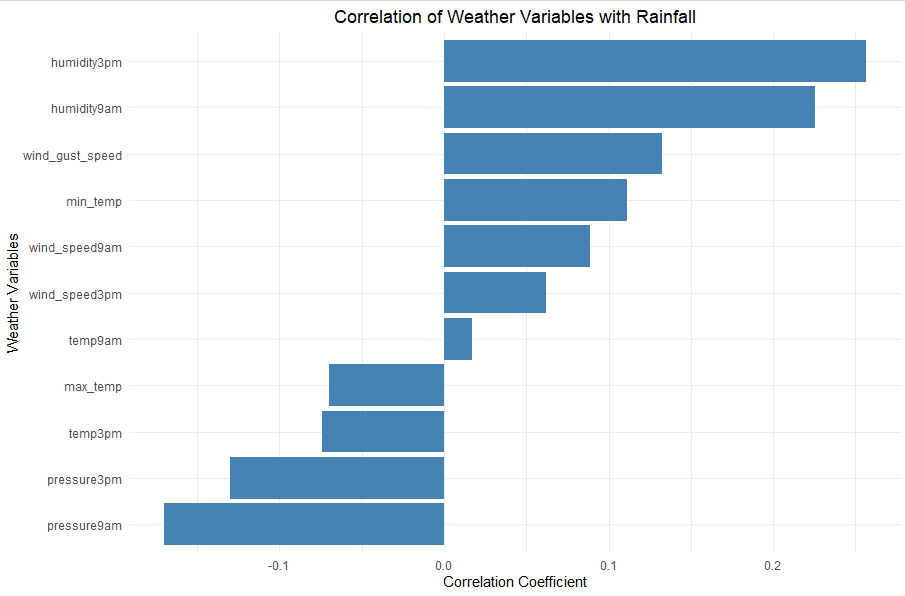 Correlation of Weather Variables with Rainfall
humidity3pm
humidity9am
wind_gust_speed
min_temp
wind_speed9am
wind_speed3pm
temp9am
max_temp
temp3pm
pressure3pm
pressure9am
Weather Variables
-0.1 0.0 0.1 0.2
Correlation Coefficient